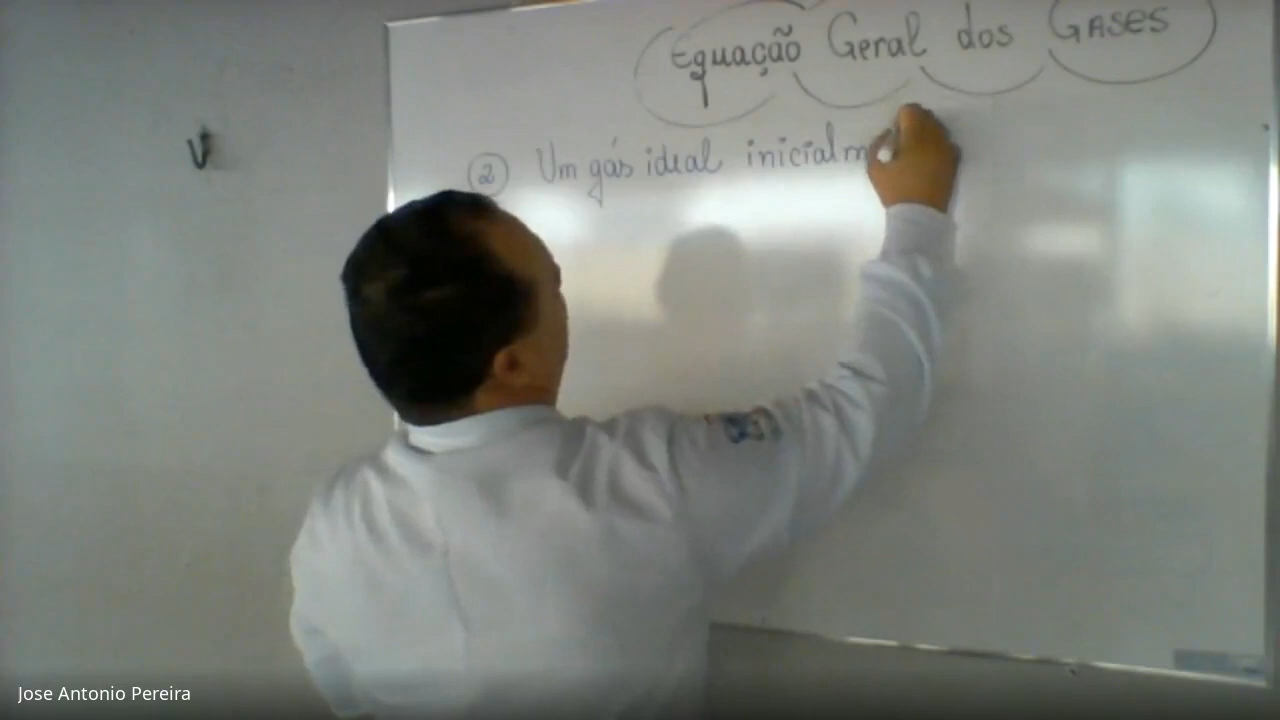 Equação Geral dos GASES
② Um gás ideal inicialm
Jose Antonio Pereira